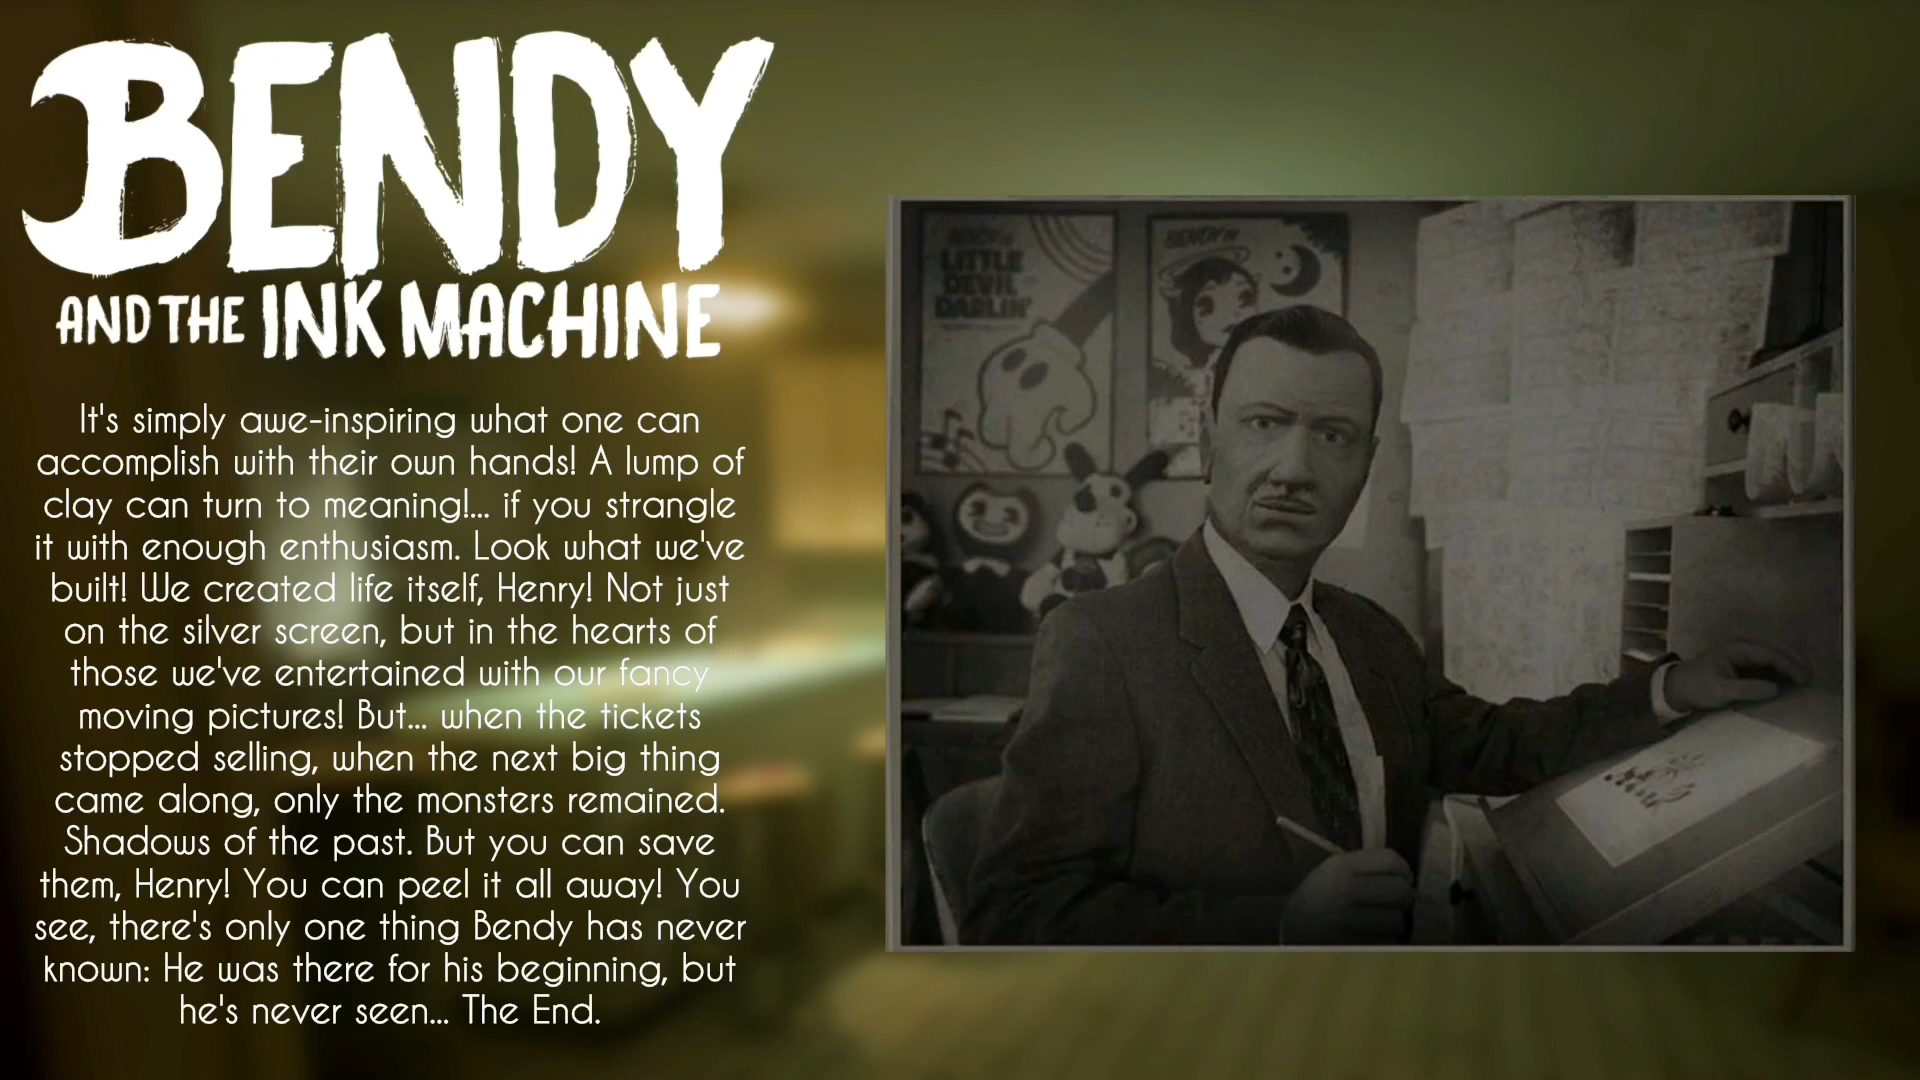 BENDY
AND THE INK MACHINE
It's simply awe-inspiring what one can
accomplish with their own hands! A lump of
clay can turn to meaning!... if you strangle
it with enough enthusiasm. Look what we've
built! We created life itself, Henry! Not just
on the silver screen, but in the hearts of
those we've entertained with our fancy
moving pictures! But... when the tickets
stopped selling, when the next big thing
came along, only the monsters remained.
Shadows of the past. But you can save
them, Henry! You can peel it all away! You
see, there's only one thing Bendy has never
known: He was there for his beginning, but
he's never seen... The End.
BENDY in
LITTLE
DEVIL
DARLIN'
BENDY IN